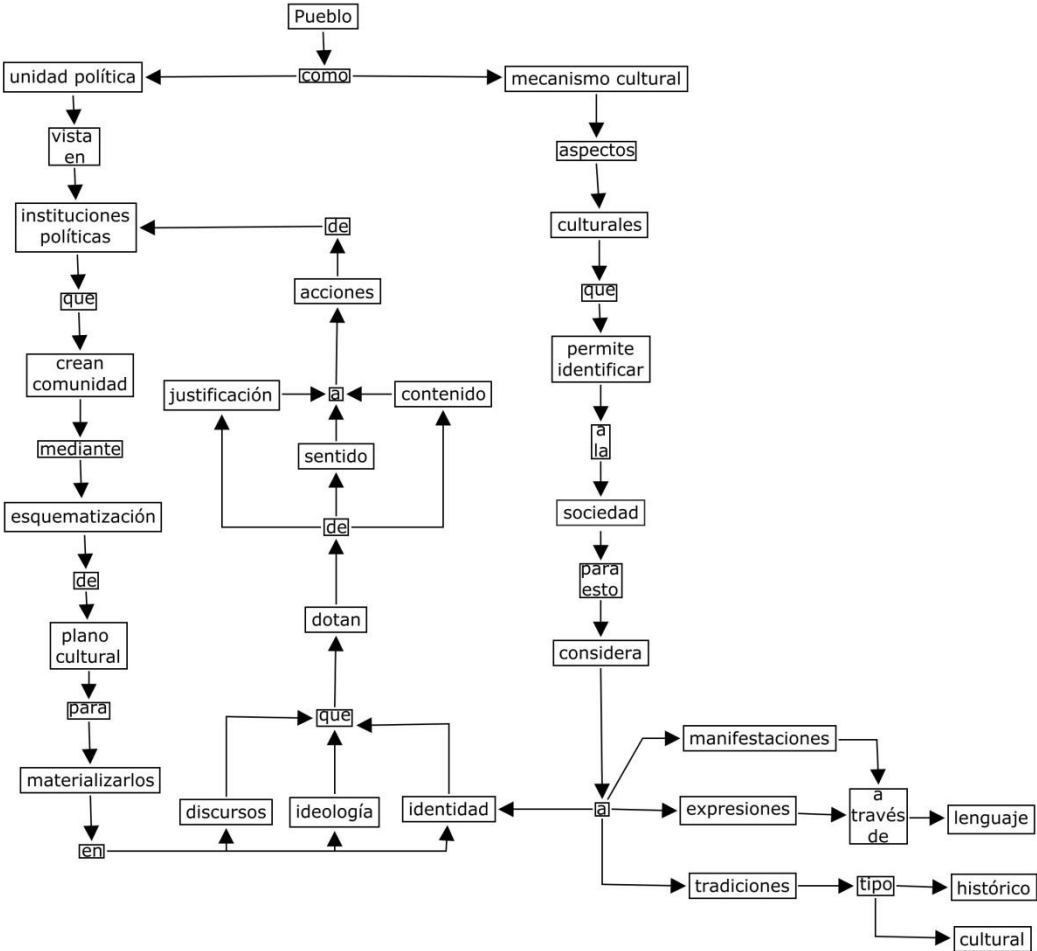 Pueblo
unidad política
como
mecanismo cultural
vista
en
aspectos
instituciones
políticas
de
culturales
que
acciones
que
crean
comunidad
permite
identificar
justificación
a
contenido
mediante
sentido
a
la
esquematización
de
sociedad
de
para
esto
plano
cultural
dotan
considera
para
que
manifestaciones
materializarlos
discursos
ideología
identidad
a
expresiones
a
través
de
lenguaje
en
tradiciones
tipo
histórico
cultural